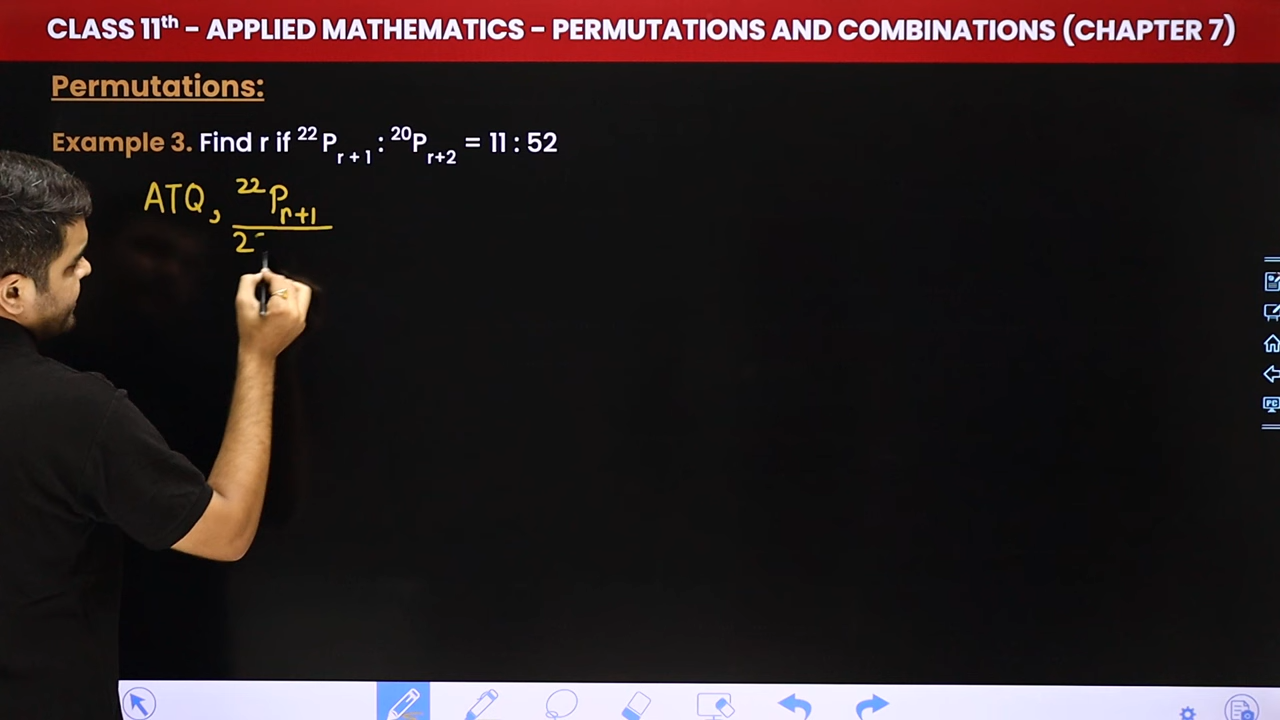 CLASS 11ᵗʰ – APPLIED MATHEMATICS – PERMUTATIONS AND COMBINATIONS (CHAPTER 7)
Permutations:
Example 3. Find r if ²²Pᵣ₊₁ : ²⁰Pᵣ₊₂ = 11 : 52
ATQ, ²²Pᵣ₊₁
2